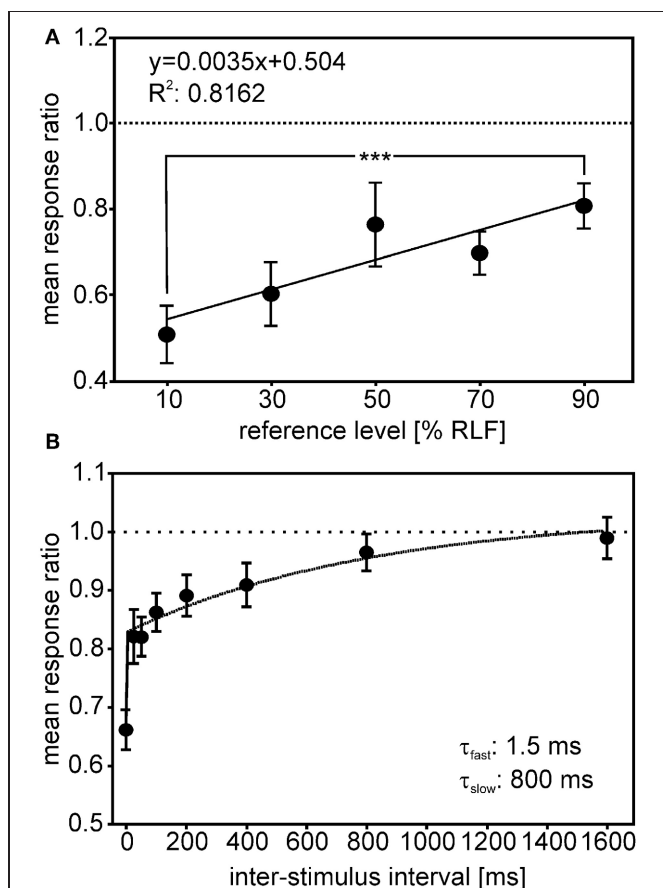 A
1.2
y=0.0035x+0.504
R²: 0.8162
1.0
***
0.8
0.6
0.4
mean response ratio
10 30 50 70 90
reference level [% RLF]
B
1.1
1.0
0.9
0.8
0.7
0.6
0.5
mean response ratio
τfast: 1.5 ms
τslow: 800 ms
0 200 400 600 800 1000 1200 1400 1600
inter-stimulus interval [ms]